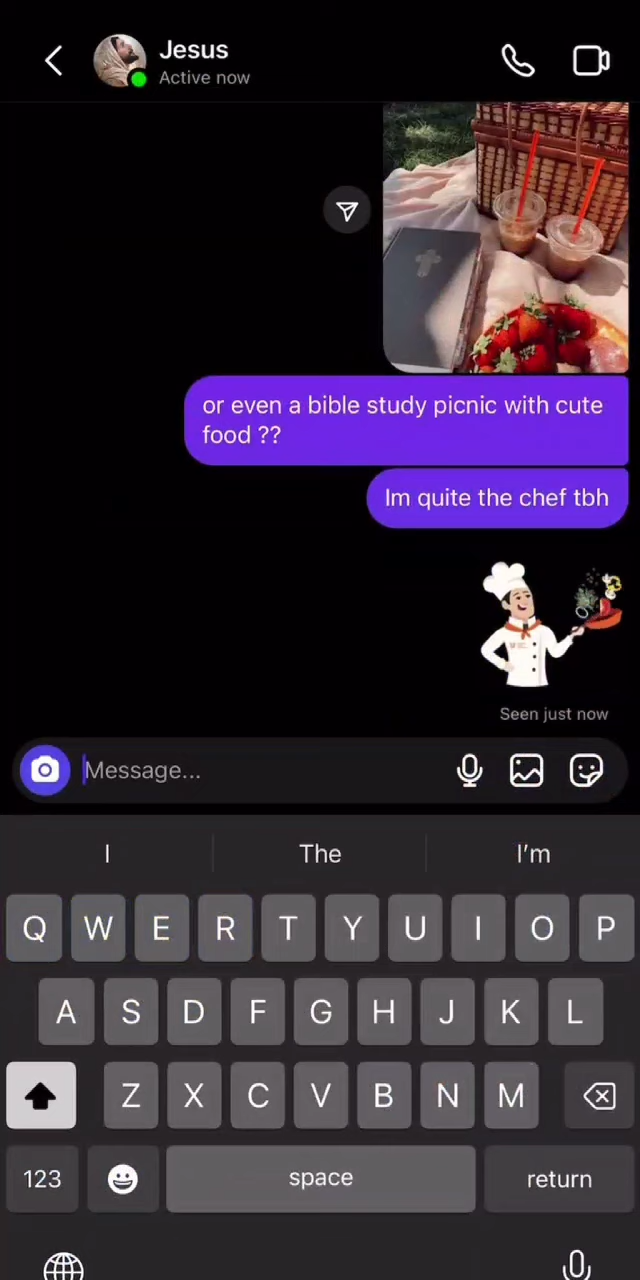 Jesus
Active now
or even a bible study picnic with cute
food ??
Im quite the chef tbh
Seen just now
Message...
I The I'm
Q W E R T Y U I O P
A S D F G H J K L
Z X C V B N M
123 space return